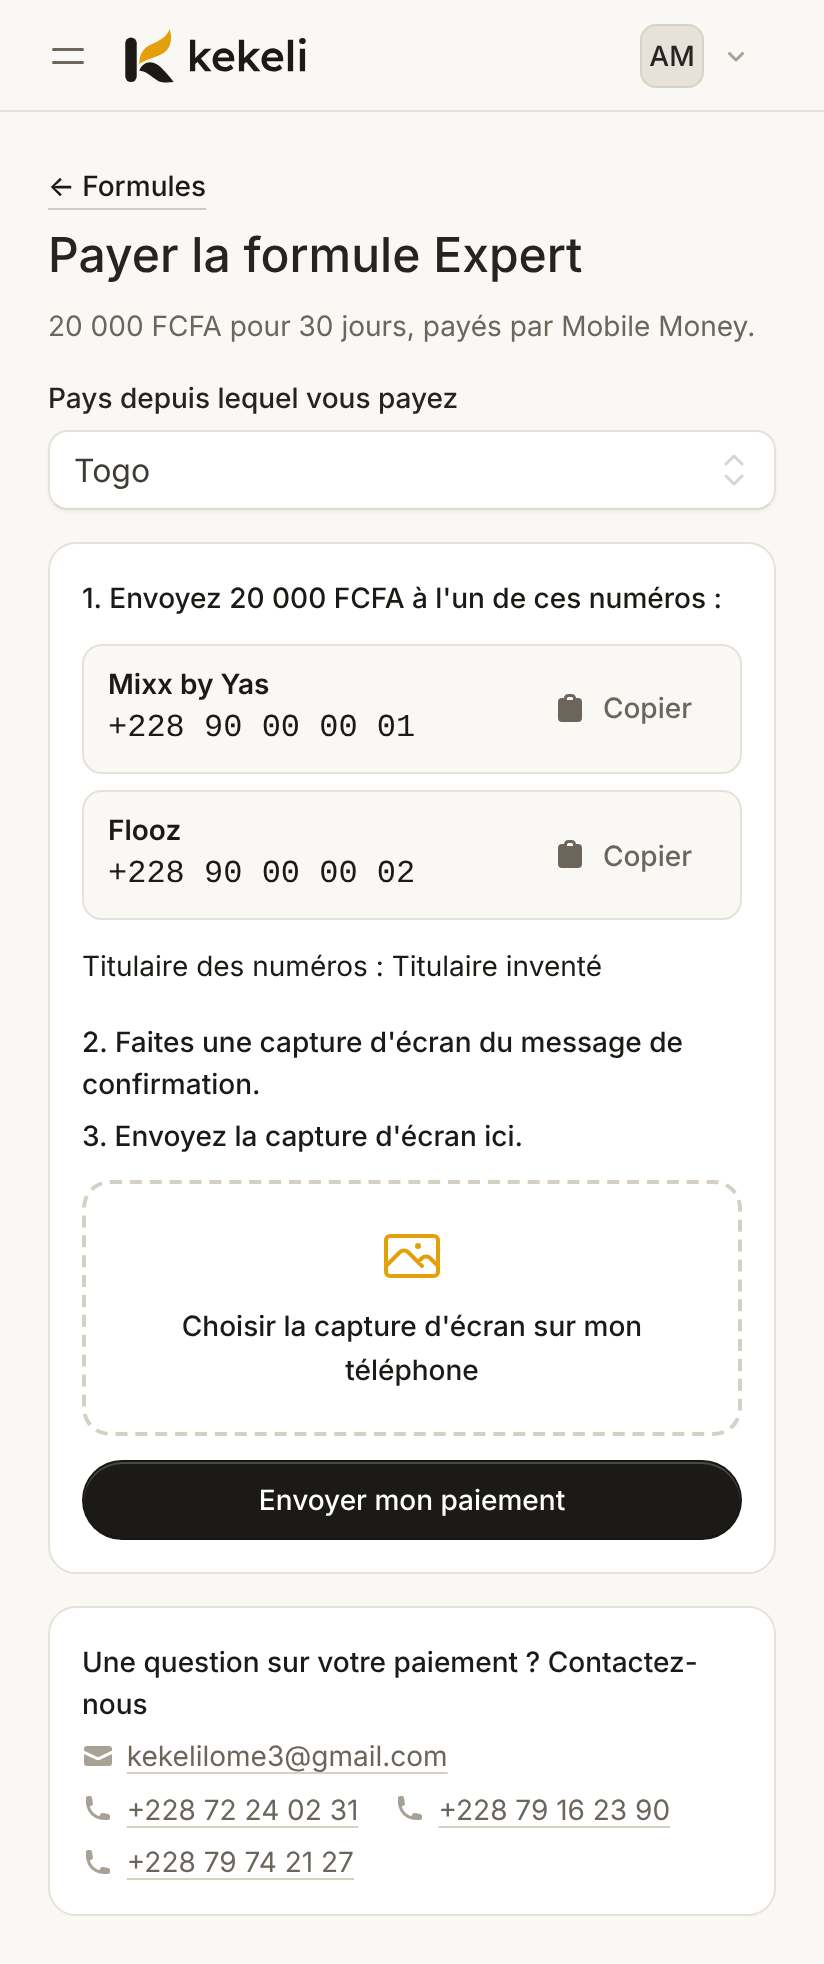 kekeli
AM
← Formules
Payer la formule Expert
20 000 FCFA pour 30 jours, payés par Mobile Money.
Pays depuis lequel vous payez
Togo
1. Envoyez 20 000 FCFA à l'un de ces numéros :
Mixx by Yas
+228 90 00 00 01
Copier
Flooz
+228 90 00 00 02
Copier
Titulaire des numéros : Titulaire inventé
2. Faites une capture d'écran du message de
confirmation.
3. Envoyez la capture d'écran ici.
Choisir la capture d'écran sur mon
téléphone
Envoyer mon paiement
Une question sur votre paiement ? Contactez-
nous
kekelilome3@gmail.com
+228 72 24 02 31 +228 79 16 23 90
+228 79 74 21 27